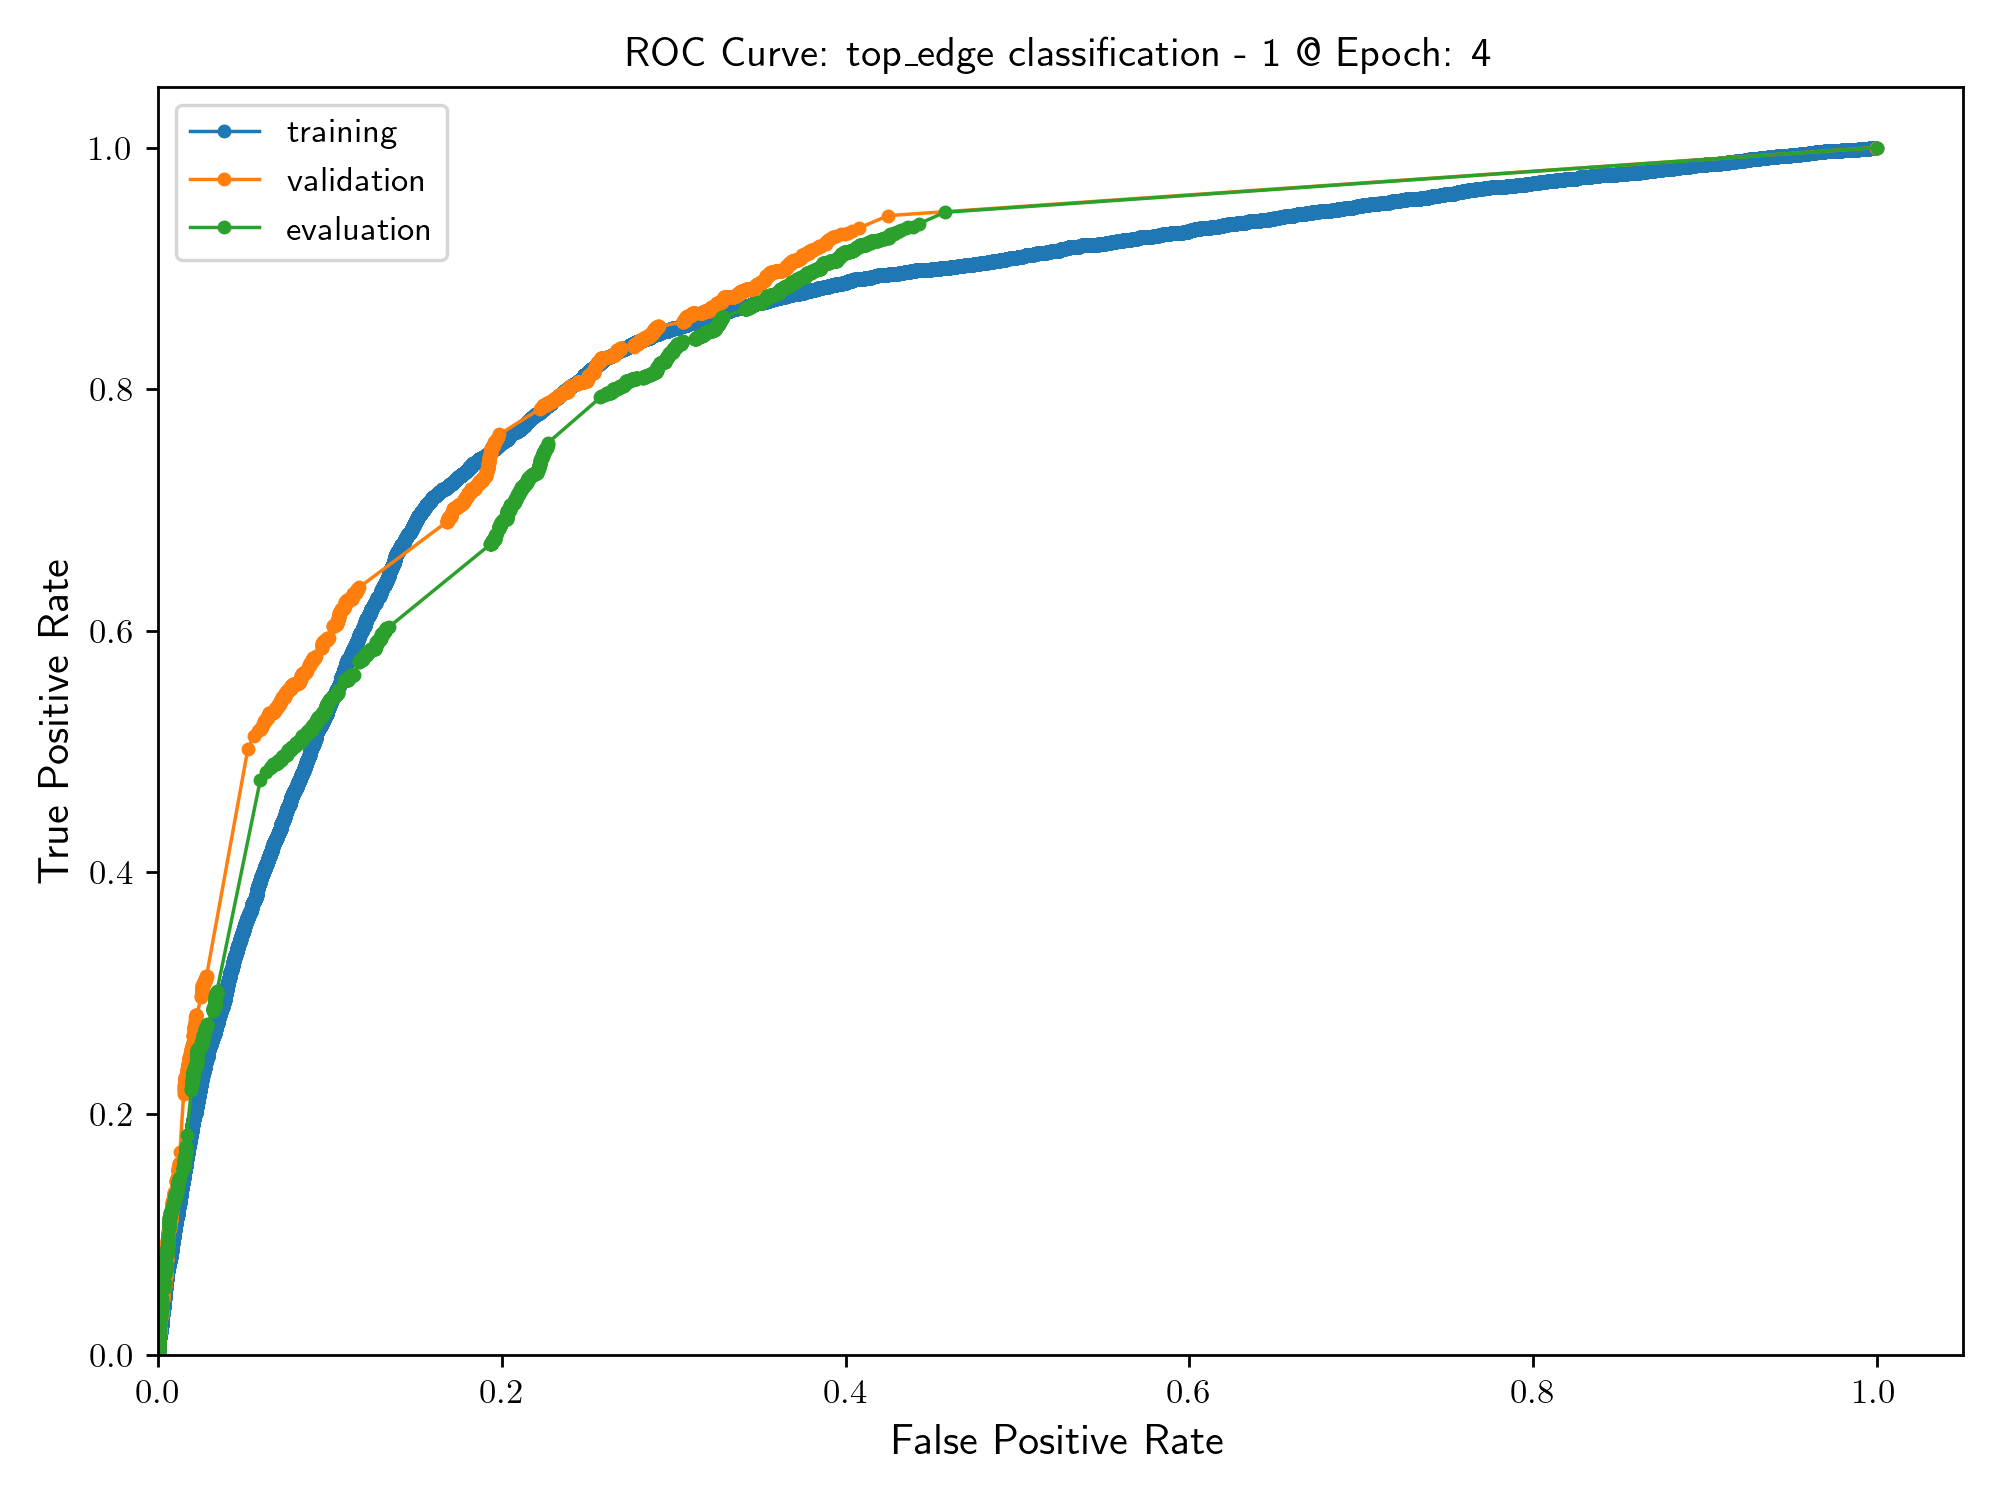 ROC Curve: top_edge classification - 1 @ Epoch: 4
training
validation
evaluation
True Positive Rate
1.0
0.8
0.6
0.4
0.2
0.0
0.0 0.2 0.4 0.6 0.8 1.0
False Positive Rate